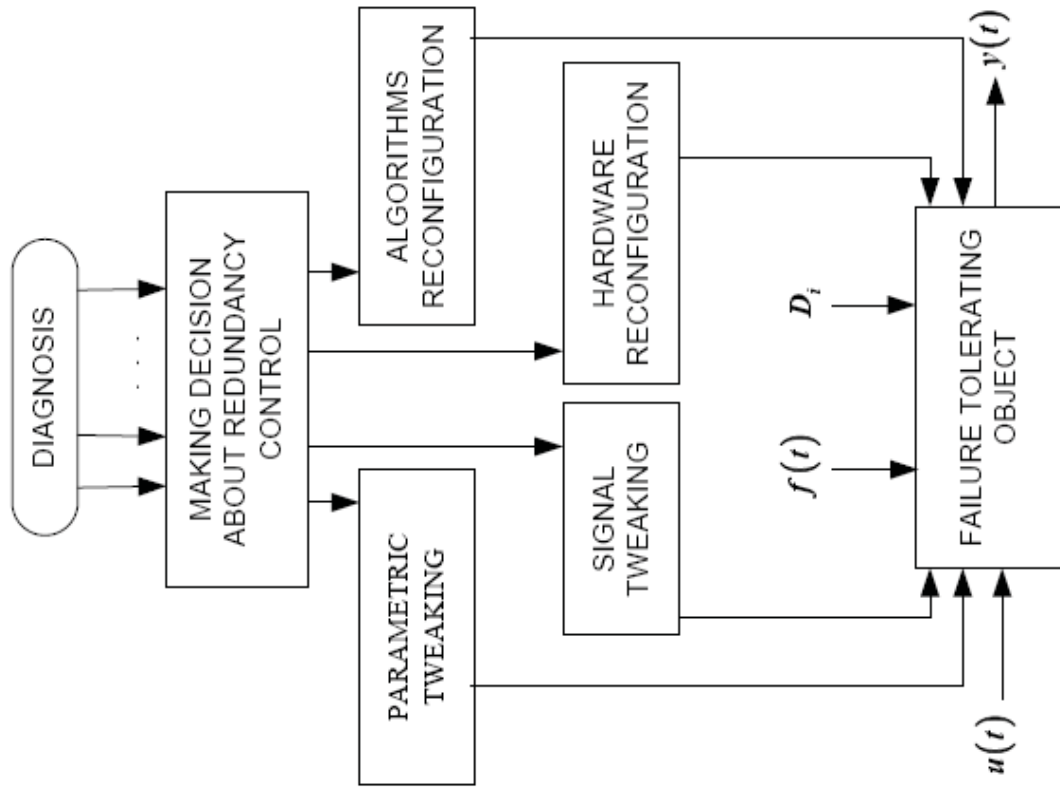 DIAGNOSIS
. . .
MAKING DECISION
ABOUT REDUNDANCY
CONTROL
PARAMETRIC
TWEAKING
ALGORITHMS
RECONFIGURATION
SIGNAL
TWEAKING
HARDWARE
RECONFIGURATION
f(t)
D_i
u(t)
FAILURE TOLERATING
OBJECT
y(t)